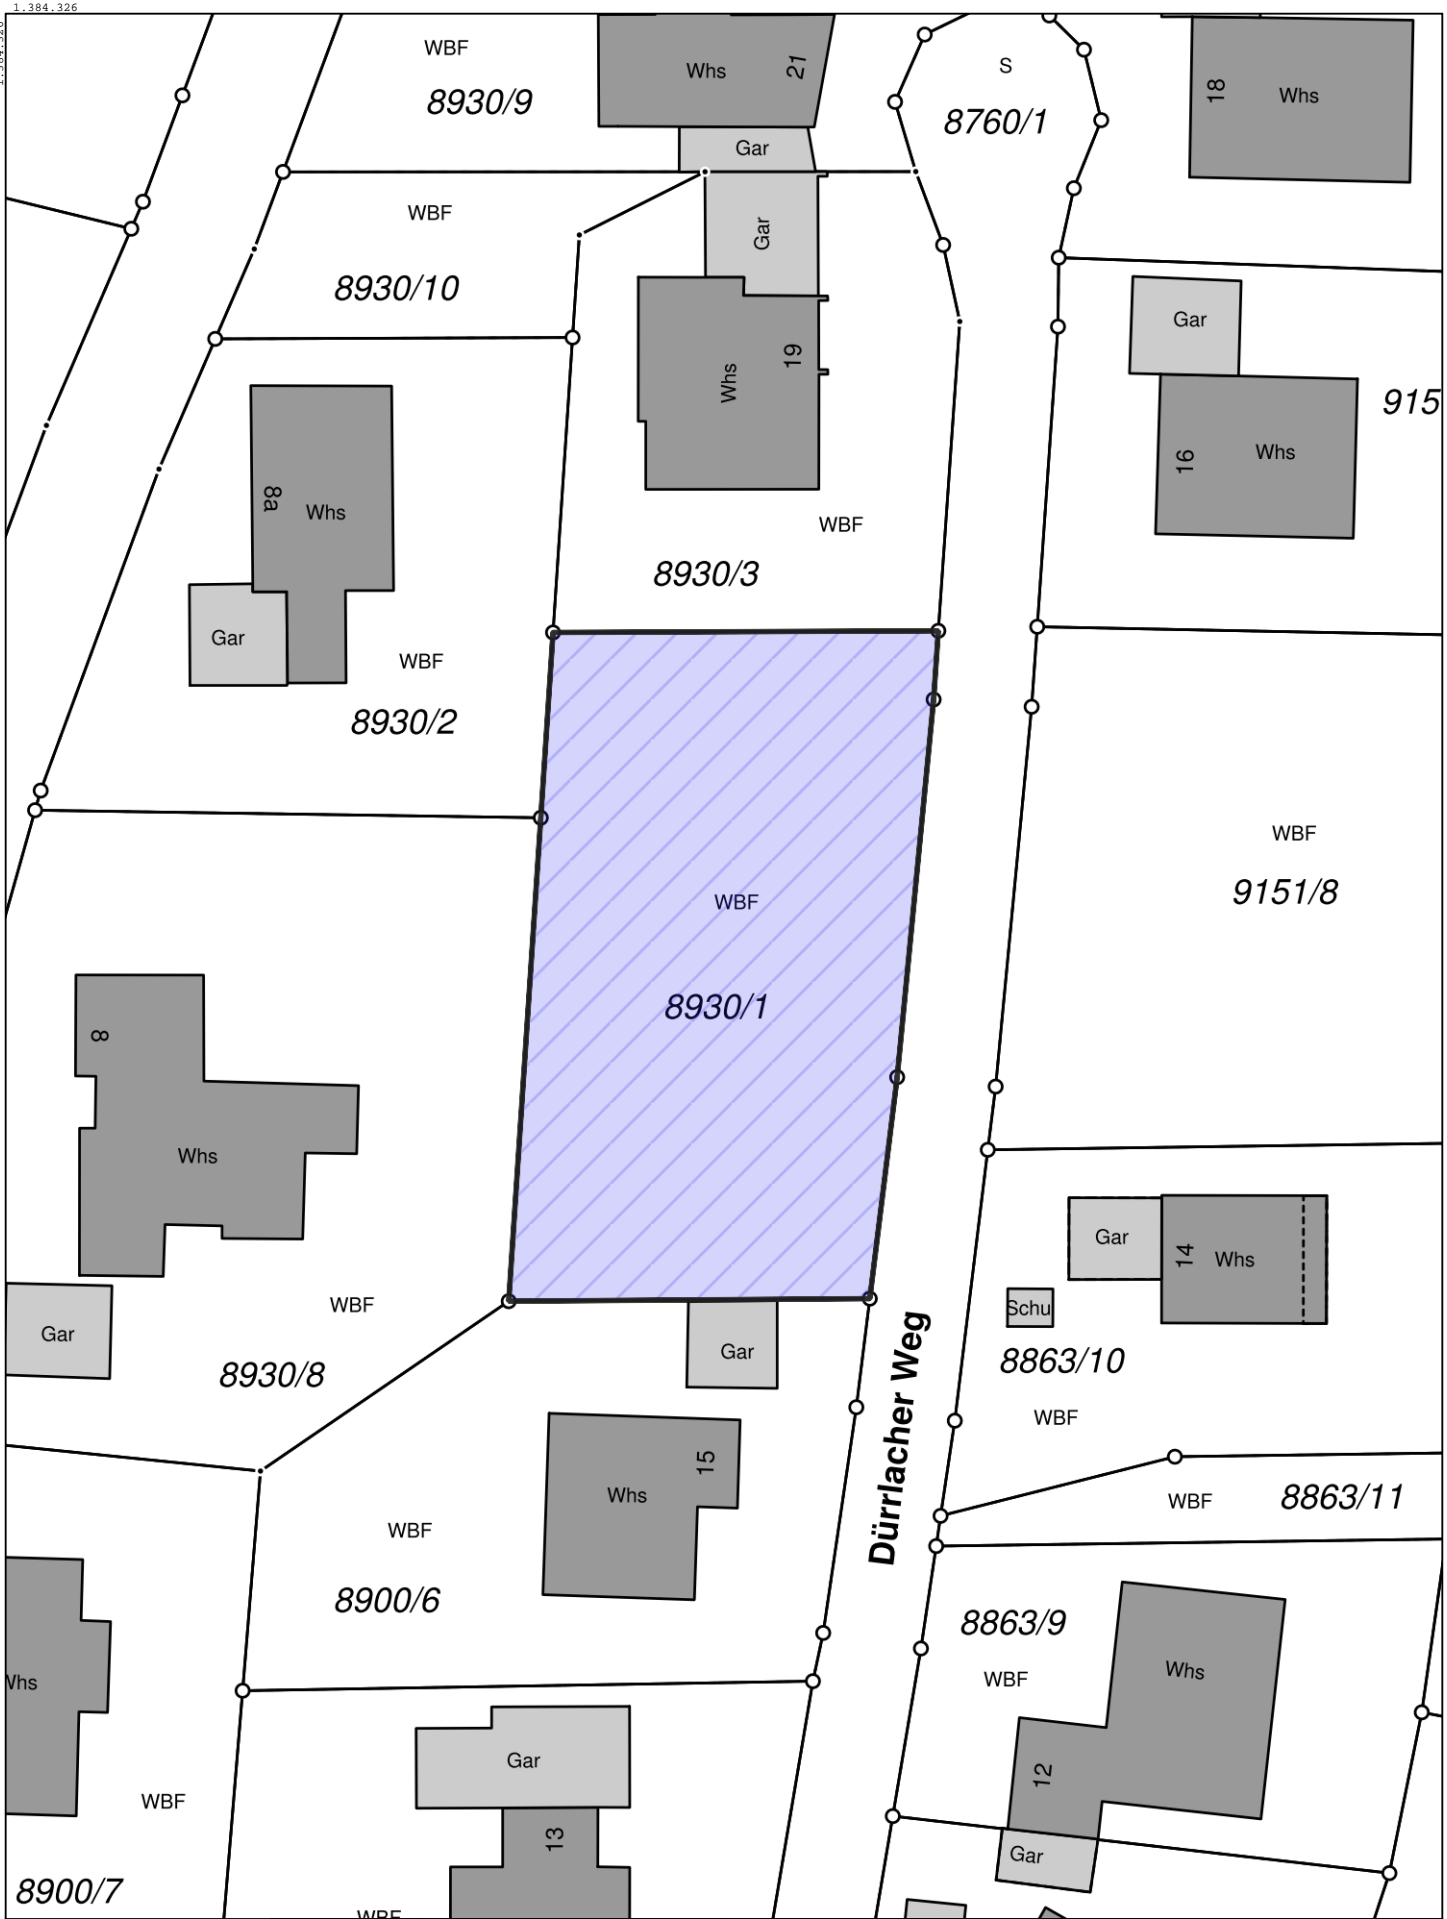 1.384.326
WBF
8930/9
Whs
21
Gar
S
8760/1
18
Whs
WBF
8930/10
Gar
Whs
19
WBF
8930/3
Gar
16
Whs
915
8a
Whs
Gar
WBF
8930/2
WBF
8930/1
WBF
9151/8
8
Whs
Gar
WBF
8930/8
Gar
Gar
14
Whs
Schu
8863/10
WBF
Dürrlacher Weg
15
Whs
WBF
8900/6
WBF
8863/11
8863/9
WBF
Whs
12
Gar
Whs
WBF
8900/7
Gar
13
WBF